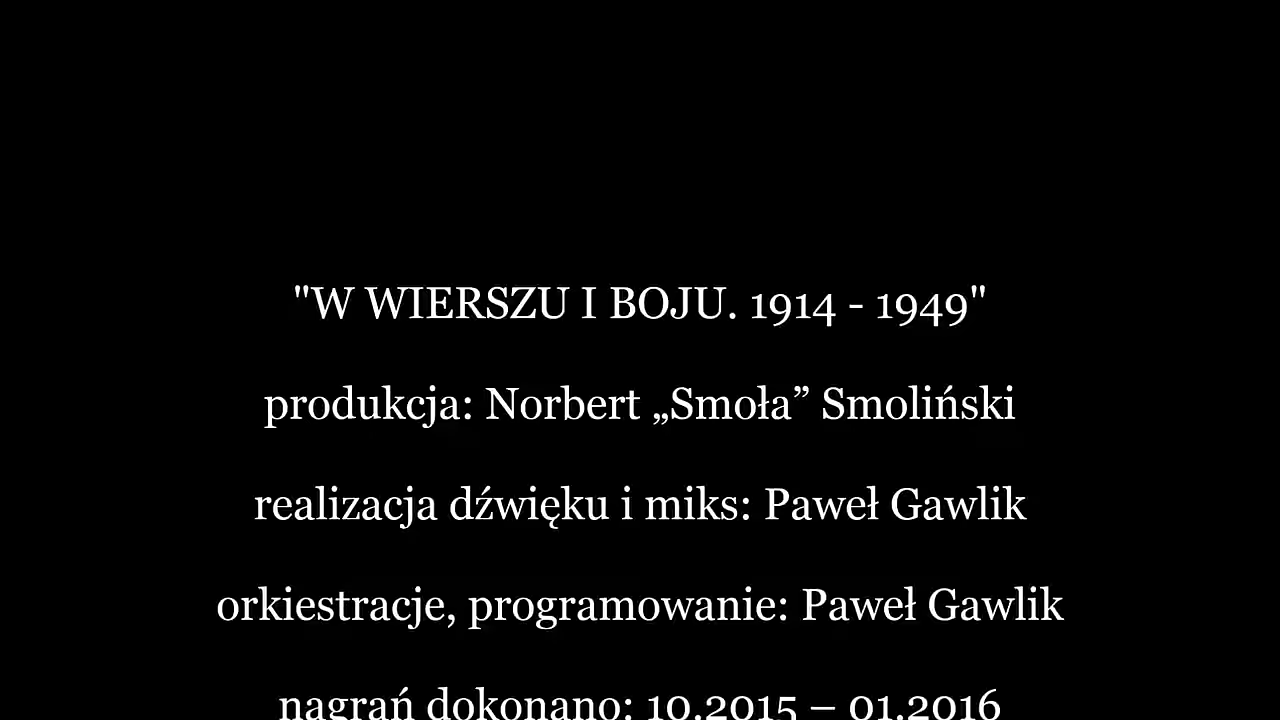 "W WIERSZU I BOJU. 1914 - 1949"
produkcja: Norbert „Smoła” Smoliński
realizacja dźwięku i miks: Paweł Gawlik
orkiestracje, programowanie: Paweł Gawlik
nagrań dokonano: 10.2015 – 01.2016